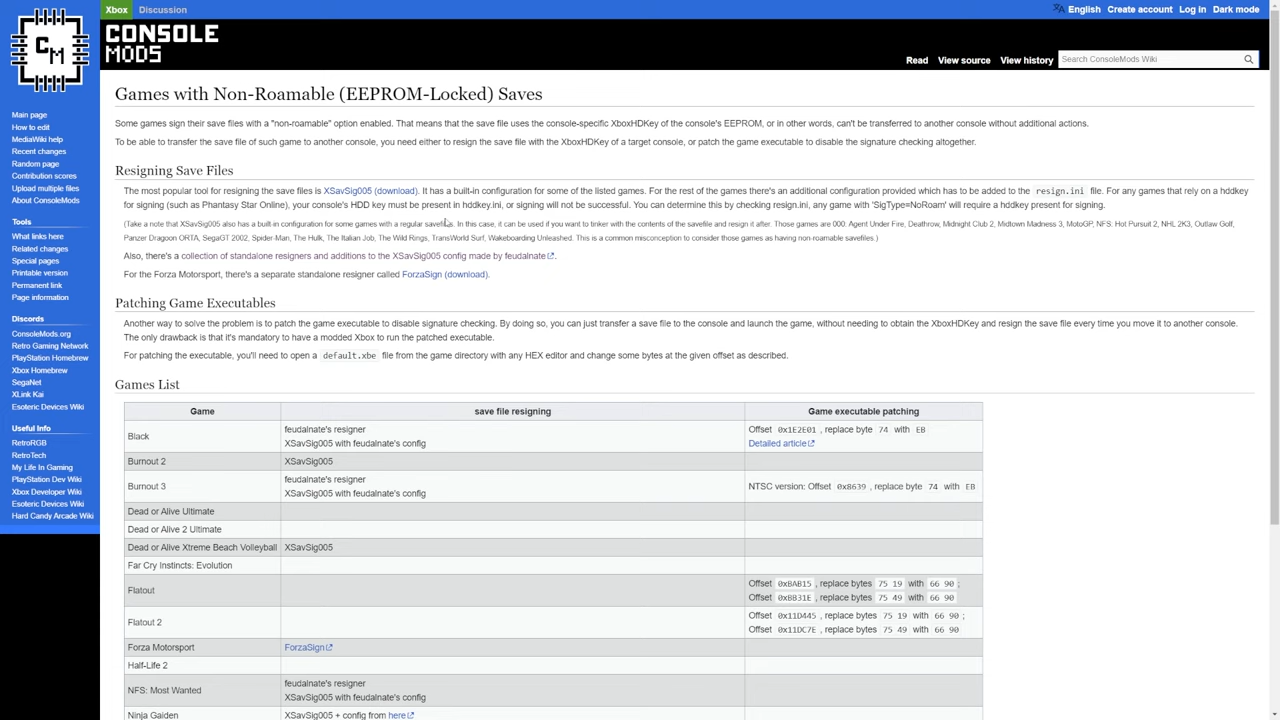 Xbox Discussion
English Create account Log in Dark mode
CONSOLE
MODS
CM
Read View source View history Search ConsoleMods Wiki
Main page
How to edit
MediaWiki help
Recent changes
Random page
Contribution scores
Upload multiple files
About ConsoleMods
Tools
What links here
Related changes
Special pages
Printable version
Permanent link
Page information
Discords
ConsoleMods.org
Retro Gaming Network
PlayStation Homebrew
Xbox Homebrew
SegaNet
XLink Kai
Esoteric Devices Wiki
Useful Info
RetroRGB
RetroTech
My Life In Gaming
PlayStation Dev Wiki
Xbox Developer Wiki
Esoteric Devices Wiki
Hard Candy Arcade Wiki
Games with Non-Roamable (EEPROM-Locked) Saves
Some games sign their save files with a "non-roamable" option enabled. That means that the save file uses the console-specific XboxHDKey of the console's EEPROM, or in other words, can't be transferred to another console without additional actions.
To be able to transfer the save file of such game to another console, you need either to resign the save file with the XboxHDKey of a target console, or patch the game executable to disable the signature checking altogether.
Resigning Save Files
The most popular tool for resigning the save files is XSavSig005 (download). It has a built-in configuration for some of the listed games. For the rest of the games there's an additional configuration provided which has to be added to the resign.ini file. For any games that rely on a hddkey
for signing (such as Phantasy Star Online), your console's HDD key must be present in hddkey.ini, or signing will not be successful. You can determine this by checking resign.ini, any game with 'SigType=NoRoam' will require a hddkey present for signing.
(Take a note that XSavSig005 also has a built-in configuration for some games with a regular savefiles. In this case, it can be used if you want to tinker with the contents of the savefile and resign it after. Those games are 000: Agent Under Fire, Deathrow, Midnight Club 2, Midtown Madness 3, MotoGP, NFS: Hot Pursuit 2, NHL 2K3, Outlaw Golf,
Panzer Dragoon ORTA, SegaGT 2002, Spider-Man, The Hulk, The Italian Job, The Wild Rings, TransWorld Surf, Wakeboarding Unleashed. This is a common misconception to consider those games as having non-roamable savefiles.)
Also, there's a collection of standalone resigners and additions to the XSavSig005 config made by feudalnate.
For the Forza Motorsport, there's a separate standalone resigner called ForzaSign (download).
Patching Game Executables
Another way to solve the problem is to patch the game executable to disable signature checking. By doing so, you can just transfer a save file to the console and launch the game, without needing to obtain the XboxHDKey and resign the save file every time you move it to another console.
The only drawback is that it's mandatory to have a modded Xbox to run the patched executable.
For patching the executable, you'll need to open a default.xbe file from the game directory with any HEX editor and change some bytes at the given offset as described.
Games List
Game save file resigning Game executable patching
Black feudalnate's resigner Offset 0x1E2E01 , replace byte 74 with EB
XSavSig005 with feudalnate's config Detailed article
Burnout 2 XSavSig005
Burnout 3 feudalnate's resigner
XSavSig005 with feudalnate's config NTSC version: Offset 0x8639 , replace byte 74 with EB
Dead or Alive Ultimate
Dead or Alive 2 Ultimate
Dead or Alive Xtreme Beach Volleyball XSavSig005
Far Cry Instincts: Evolution
Flatout Offset 0xBAB15 , replace bytes 75 19 with 66 90 ;
Offset 0xBB31E , replace bytes 75 49 with 66 90
Flatout 2 Offset 0x11D445 , replace bytes 75 19 with 66 90 ;
Offset 0x11DC7E , replace bytes 75 49 with 66 90
Forza Motorsport ForzaSign
Half-Life 2
NFS: Most Wanted feudalnate's resigner
XSavSig005 with feudalnate's config
Ninja Gaiden XSavSig005 + config from here